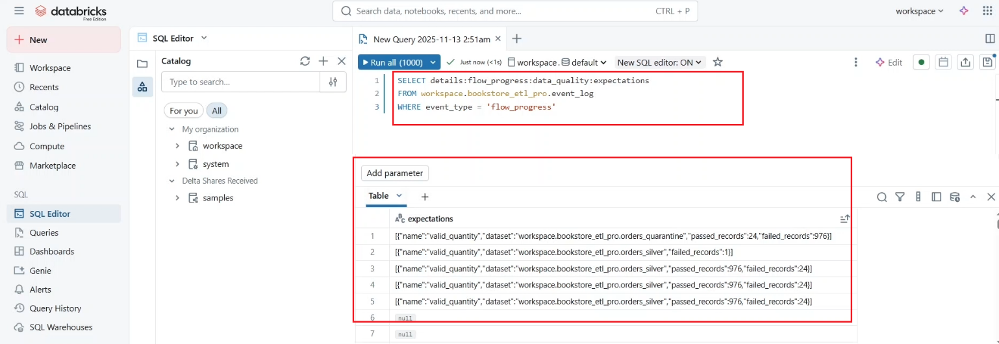 databricks
Free Edition
Search data, notebooks, recents, and more...
CTRL + P
workspace
New
Workspace
Recents
Catalog
Jobs & Pipelines
Compute
Marketplace
SQL
SQL Editor
Queries
Dashboards
Genie
Alerts
Query History
SQL Warehouses
SQL Editor
Catalog
Type to search...
For you
All
My organization
workspace
system
Delta Shares Received
samples
New Query 2025-11-13 2:51am
Run all (1000)
Just now (<1s)
workspace . default
New SQL editor: ON
Edit
1 SELECT details:flow_progress:data_quality:expectations
2 FROM workspace.bookstore_etl_pro.event_log
3 WHERE event_type = 'flow_progress'
Add parameter
Table
ABC expectations
1 [{"name":"valid_quantity","dataset":"workspace.bookstore_etl_pro.orders_quarantine","passed_records":24,"failed_records":976}]
2 [{"name":"valid_quantity","dataset":"workspace.bookstore_etl_pro.orders_silver","failed_records":1}]
3 [{"name":"valid_quantity","dataset":"workspace.bookstore_etl_pro.orders_silver","passed_records":976,"failed_records":24}]
4 [{"name":"valid_quantity","dataset":"workspace.bookstore_etl_pro.orders_silver","passed_records":976,"failed_records":24}]
5 [{"name":"valid_quantity","dataset":"workspace.bookstore_etl_pro.orders_silver","passed_records":976,"failed_records":24}]
6 null
7 null